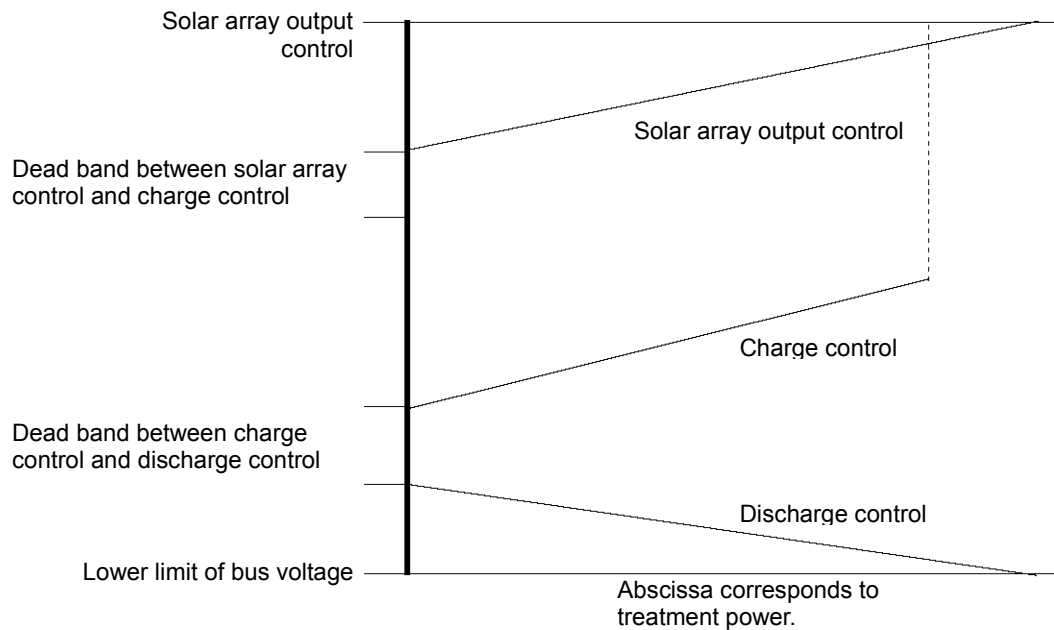 Solar array output
control
Solar array output control
Dead band between solar array
control and charge control
Charge control
Dead band between charge
control and discharge control
Discharge control
Lower limit of bus voltage
Abscissa corresponds to
treatment power.